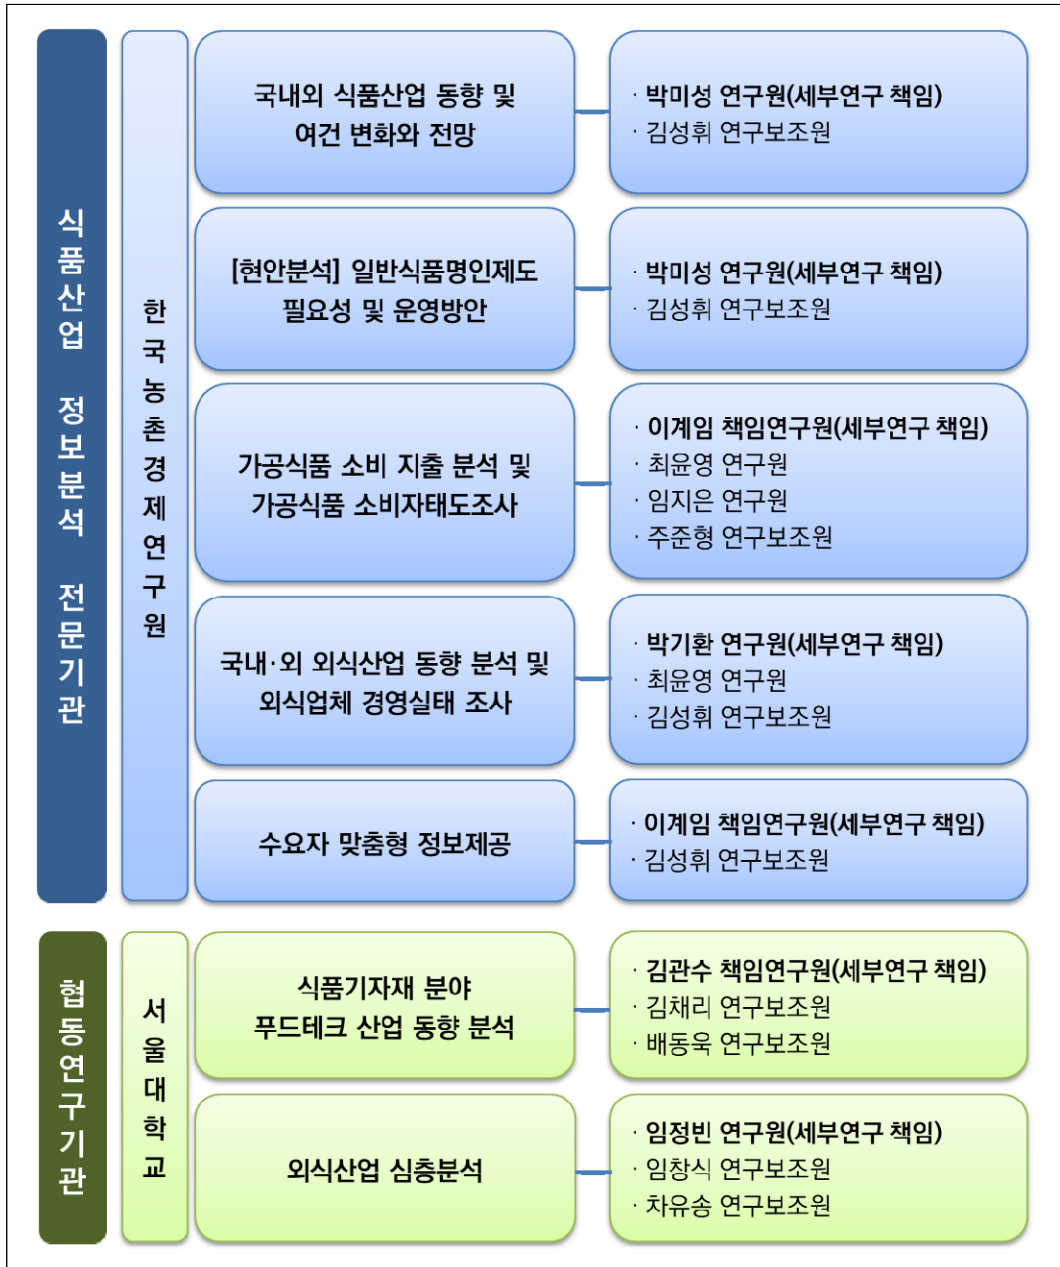 식품산업 정보분석 전문기관
한국농촌경제연구원
국내외 식품산업 동향 및
여건 변화와 전망
· 박미성 연구원(세부연구 책임)
· 김성휘 연구보조원
[현안분석] 일반식품명인제도
필요성 및 운영방안
· 박미성 연구원(세부연구 책임)
· 김성휘 연구보조원
가공식품 소비 지출 분석 및
가공식품 소비자태도조사
· 이계임 책임연구원(세부연구 책임)
· 최윤영 연구원
· 임지은 연구원
· 주준형 연구보조원
국내·외 외식산업 동향 분석 및
외식업체 경영실태 조사
· 박기환 연구원(세부연구 책임)
· 최윤영 연구원
· 김성휘 연구보조원
수요자 맞춤형 정보제공
· 이계임 책임연구원(세부연구 책임)
· 김성휘 연구보조원
협동연구기관
서울대학교
식품기자재 분야
푸드테크 산업 동향 분석
· 김관수 책임연구원(세부연구 책임)
· 김채리 연구보조원
· 배동욱 연구보조원
외식산업 심층분석
· 임정빈 연구원(세부연구 책임)
· 임창식 연구보조원
· 차유송 연구보조원